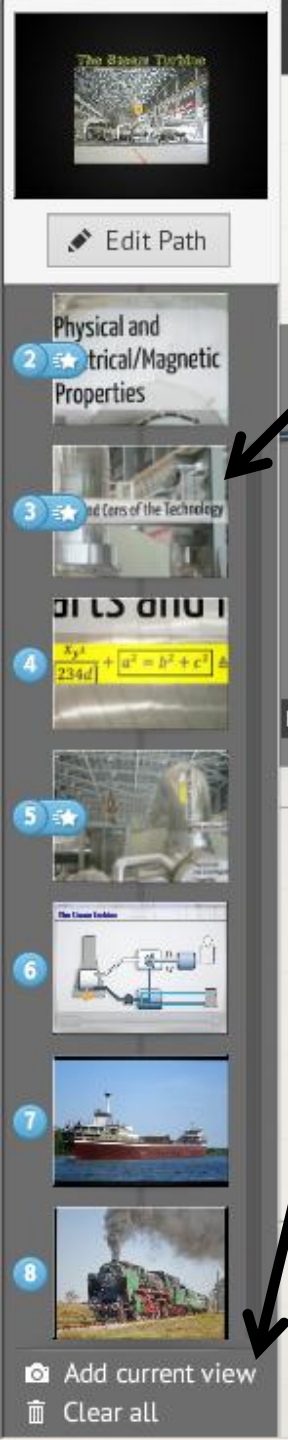 The Steam Turbine
Edit Path
Physical and
2
trical/Magnetic
Properties
3
nd Cons of the Technology
4
234d
+ a² = b² + c²
5
The Steam Turbine
6
7
8
Add current view
Clear all